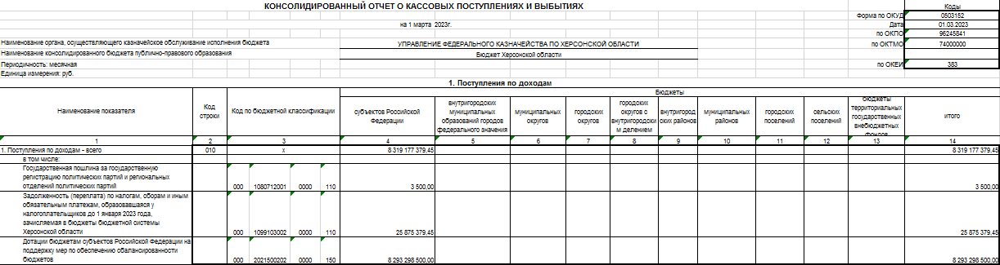 КОНСОЛИДИРОВАННЫЙ ОТЧЕТ О КАССОВЫХ ПОСТУПЛЕНИЯХ И ВЫБЫТИЯХ
Коды
Форма по ОКУД 0503152
на 1 марта 2023г. Дата 01.03.2023
по ОКПО 96245841
Наименование органа, осуществляющего казначейское обслуживание исполнения бюджета УПРАВЛЕНИЕ ФЕДЕРАЛЬНОГО КАЗНАЧЕЙСТВА ПО ХЕРСОНСКОЙ ОБЛАСТИ по ОКТМО 74000000
Наименование консолидированного бюджета публично-правового образования Бюджет Херсонской области
Периодичность: месячная по ОКЕИ 383
Единица измерения: руб.
1. Поступления по доходам
Наименование показателя
Код
строки
Код по бюджетной классификации
Бюджеты
субъектов Российской
Федерации
внутригородских
муниципальных
образований городов
федерального значения
муниципальных
округов
городских
округов
городских
округов с
внутригородски
м делением
внутригород
ских районов
муниципальных
районов
городских
поселений
сельских
поселений
бюджеты
территориальных
государственных
внебюджетных
фондов
итого
1 2 3 4 5 6 7 8 9 10 11 12 13 14
1. Поступления по доходам - всего 010 x 8 319 177 379,45 8 319 177 379,45
в том числе:
Государственная пошлина за государственную
регистрацию политических партий и региональных
отделений политических партий 000 1080712001 0000 110 3 500,00 3 500,00
Задолженность (переплата) по налогам, сборам и иным
обязательным платежам, образовавшаяся у
налогоплательщиков до 1 января 2023 года,
зачисляемая в бюджеты бюджетной системы
Херсонской области 000 1099103002 0000 110 25 875 379,45 25 875 379,45
Дотации бюджетам субъектов Российской Федерации на
поддержку мер по обеспечению сбалансированности
бюджетов 000 2021500202 0000 150 8 293 298 500,00 8 293 298 500,00